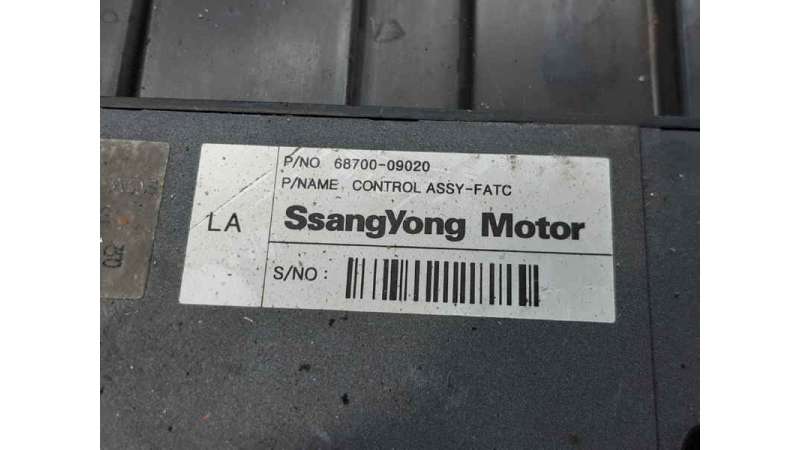 P/NO 68700-09020
P/NAME CONTROL ASSY-FATC
LA
SsangYong Motor
S/NO :